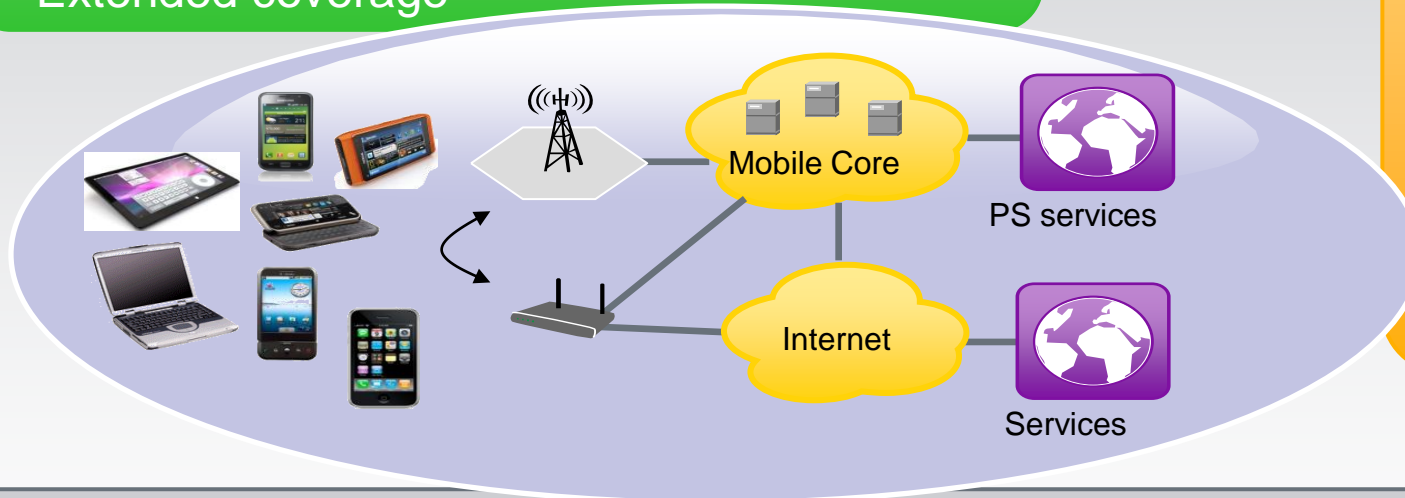 Extended coverage
Mobile Core
PS services
Internet
Services